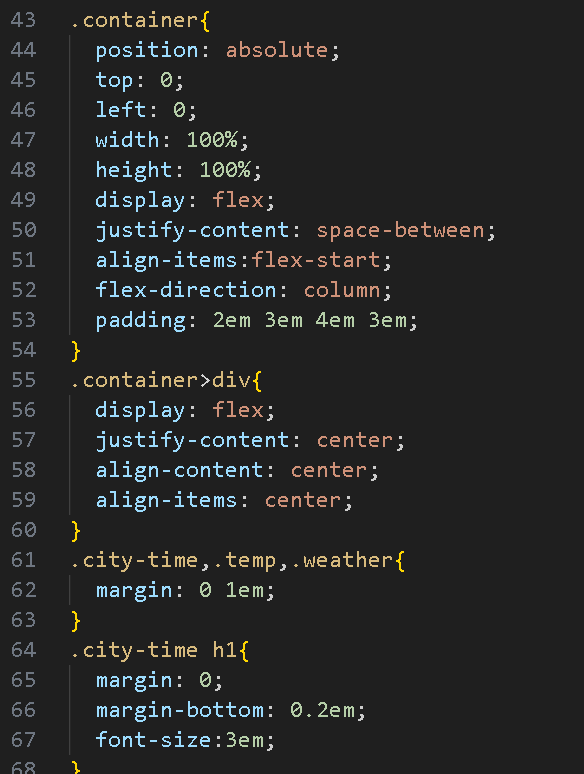 43 .container{
44 position: absolute;
45 top: 0;
46 left: 0;
47 width: 100%;
48 height: 100%;
49 display: flex;
50 justify-content: space-between;
51 align-items:flex-start;
52 flex-direction: column;
53 padding: 2em 3em 4em 3em;
54 }
55 .container>div{
56 display: flex;
57 justify-content: center;
58 align-content: center;
59 align-items: center;
60 }
61 .city-time,.temp,.weather{
62 margin: 0 1em;
63 }
64 .city-time h1{
65 margin: 0;
66 margin-bottom: 0.2em;
67 font-size:3em;
68 }